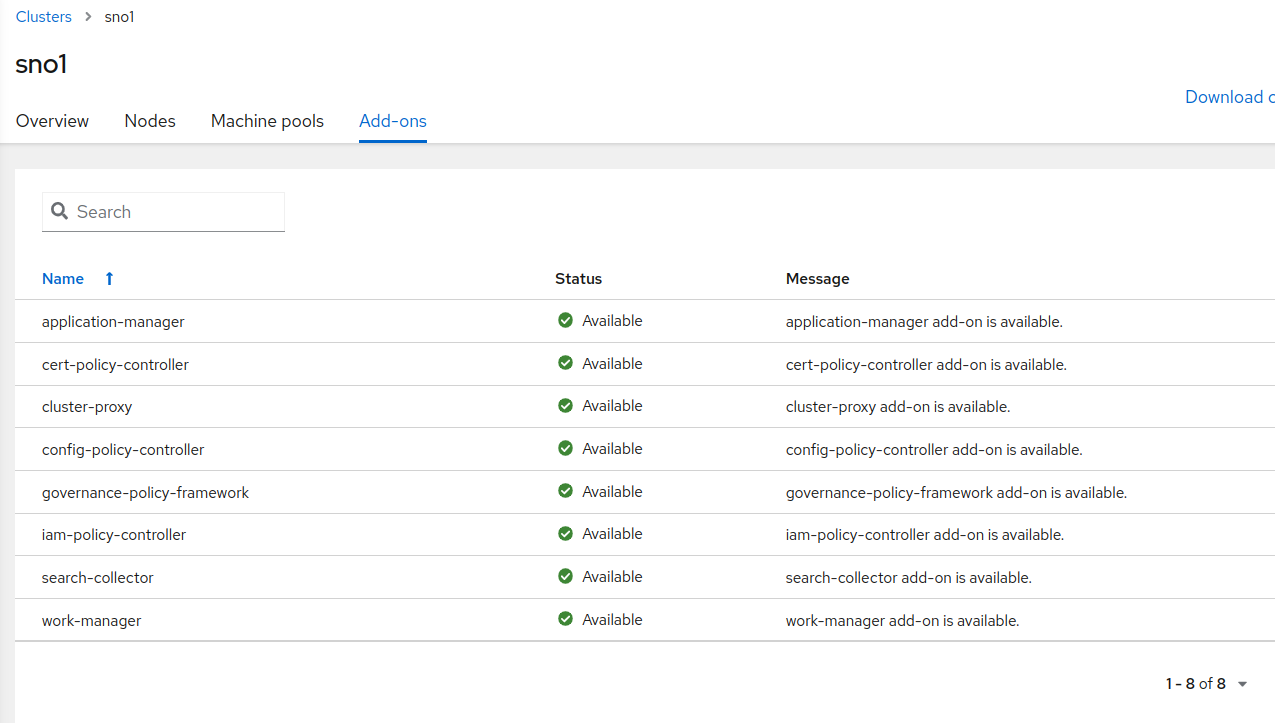 Clusters > sno1
sno1
Download
Overview Nodes Machine pools Add-ons
Search
Name Status Message
application-manager Available application-manager add-on is available.
cert-policy-controller Available cert-policy-controller add-on is available.
cluster-proxy Available cluster-proxy add-on is available.
config-policy-controller Available config-policy-controller add-on is available.
governance-policy-framework Available governance-policy-framework add-on is available.
iam-policy-controller Available iam-policy-controller add-on is available.
search-collector Available search-collector add-on is available.
work-manager Available work-manager add-on is available.
1 - 8 of 8